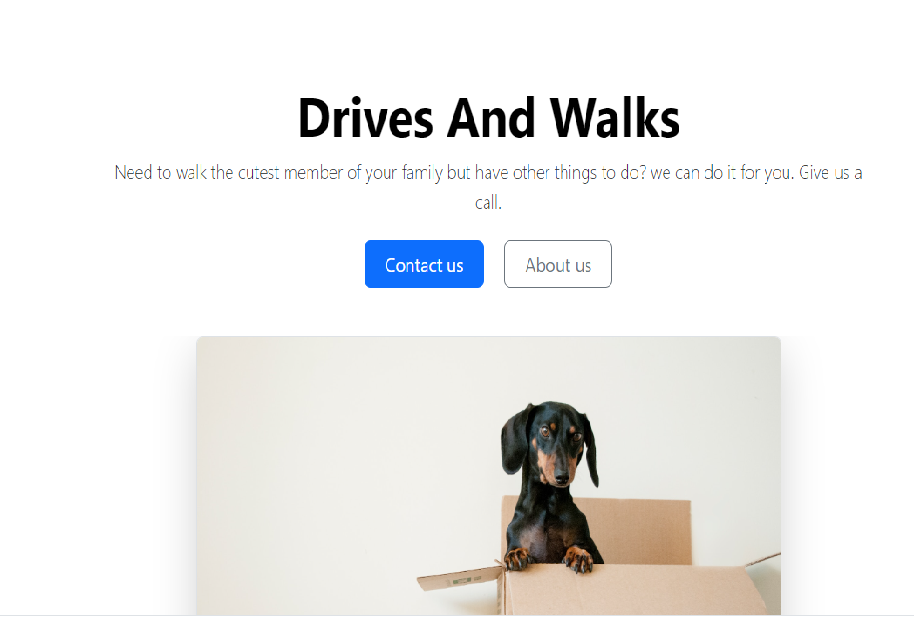 Drives And Walks
Need to walk the cutest member of your family but have other things to do? we can do it for you. Give us a
call.
Contact us
About us